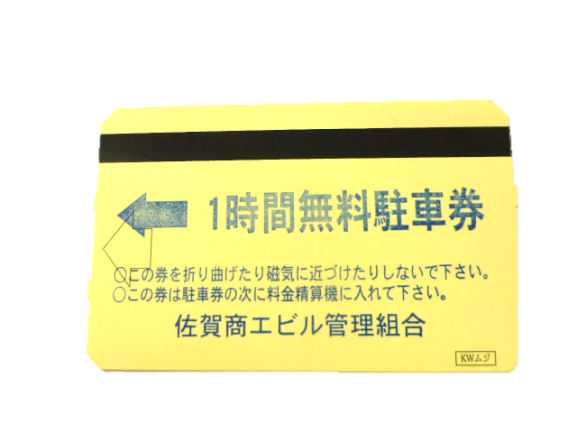 1時間無料駐車券
○この券を折り曲げたり磁気に近づけたりしないで下さい。
○この券は駐車券の次に料金精算機に入れて下さい。
佐賀商工ビル管理組合
KWムジ